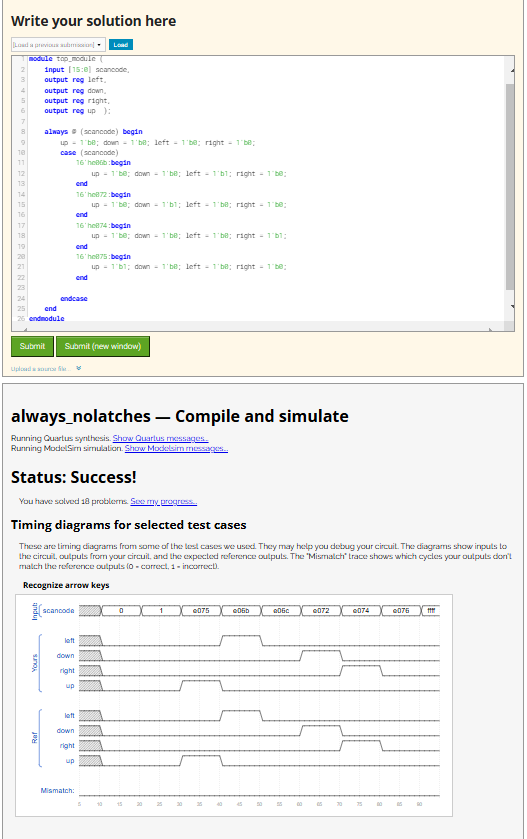 Write your solution here
[Load a previous submission] Load
1 module top_module (
2 input [15:0] scancode,
3 output reg left,
4 output reg down,
5 output reg right,
6 output reg up );
7
8 always @ (scancode) begin
9 up = 1'b0; down = 1'b0; left = 1'b0; right = 1'b0;
10 case (scancode)
11 16'he06b:begin
12 up = 1'b0; down = 1'b0; left = 1'b1; right = 1'b0;
13 end
14 16'he072:begin
15 up = 1'b0; down = 1'b1; left = 1'b0; right = 1'b0;
16 end
17 16'he074:begin
18 up = 1'b0; down = 1'b0; left = 1'b0; right = 1'b1;
19 end
20 16'he075:begin
21 up = 1'b1; down = 1'b0; left = 1'b0; right = 1'b0;
22 end
23
24 endcase
25 end
26 endmodule
Submit Submit (new window)
Upload a source file...
always_nolatches — Compile and simulate
Running Quartus synthesis. Show Quartus messages...
Running ModelSim simulation. Show Modelsim messages...
Status: Success!
You have solved 18 problems. See my progress...
Timing diagrams for selected test cases
These are timing diagrams from some of the test cases we used. They may help you debug your circuit. The diagrams show inputs to
the circuit, outputs from your circuit, and the expected reference outputs. The "Mismatch" trace shows which cycles your outputs don't
match the reference outputs (0 = correct, 1 = incorrect).
Recognize arrow keys
Input: scancode 0 1 e075 e06b e06c e072 e074 e076 ffff
Yours
left
down
right
up
Ref
left
down
right
up
Mismatch:
5 10 15 20 25 30 35 40 45 50 55 60 65 70 75 80 85 90